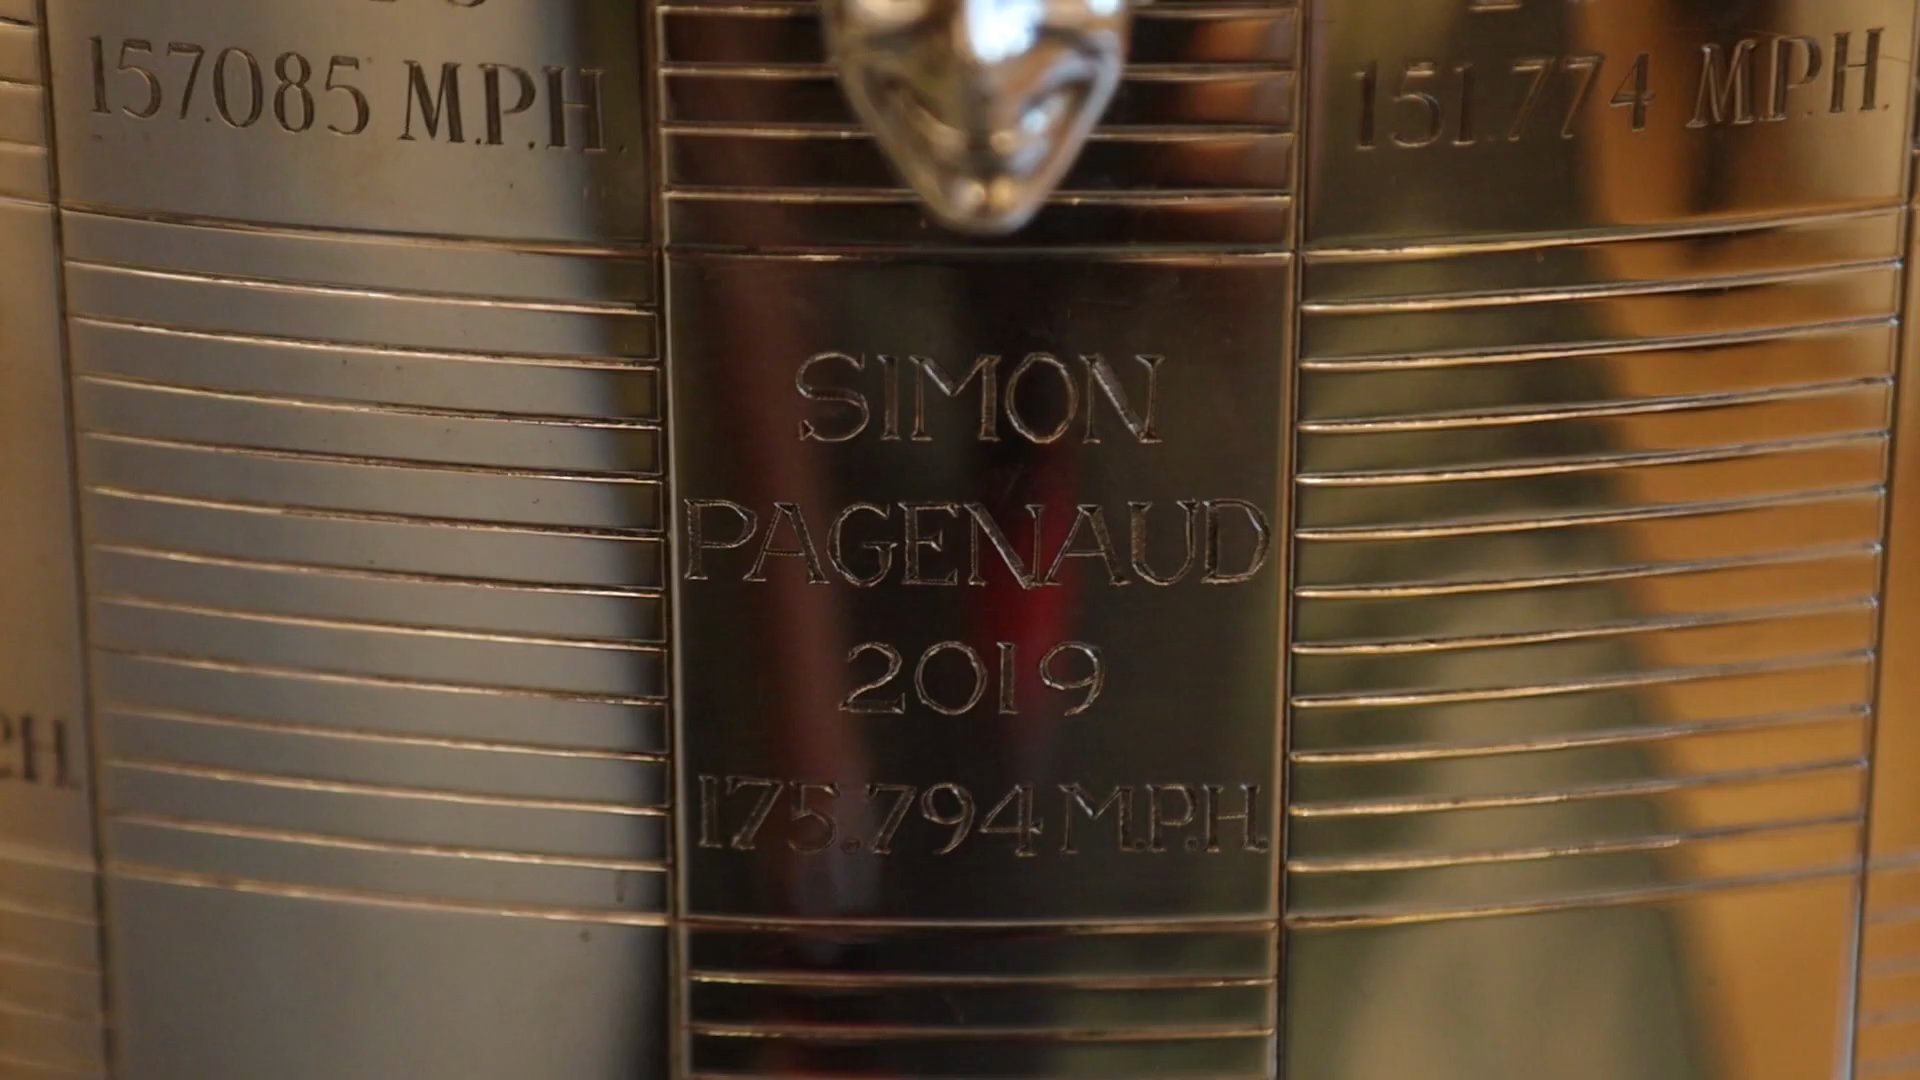 157.085 M.P.H.
151.774 M.P.H.
SIMON
PAGENAUD
2019
175.794 M.P.H.